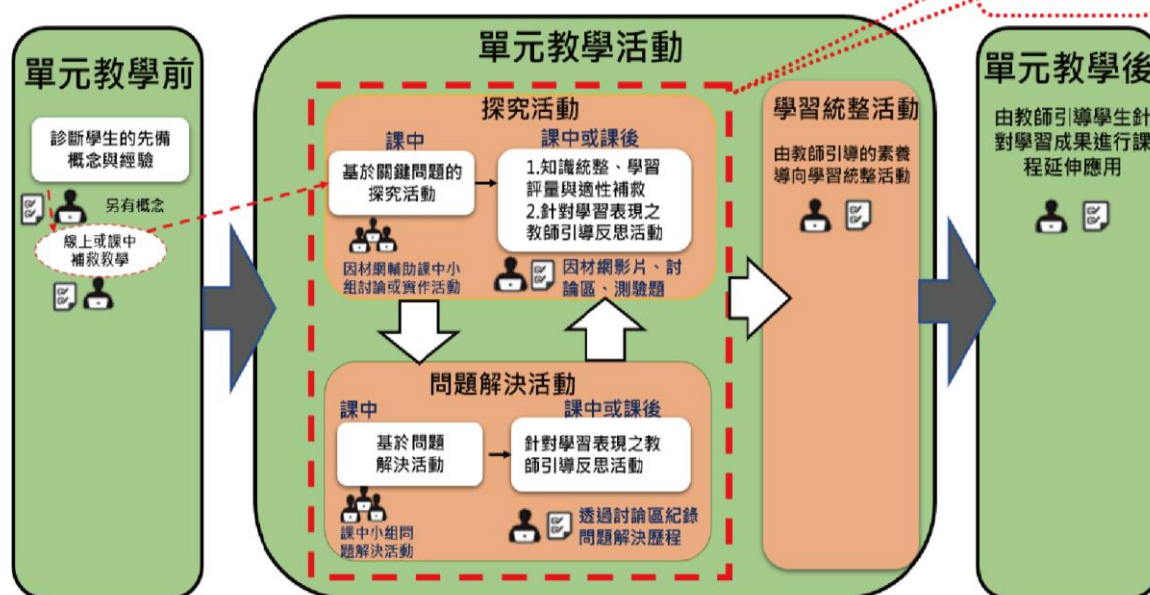 單元教學前
診斷學生的先備
概念與經驗
另有概念
線上或課中
補救教學
單元教學活動
探究活動
課中
基於關鍵問題的
探究活動
因材網輔助課中小
組討論或實作活動
課中或課後
1.知識統整、學習
評量與適性補救
2.針對學習表現之
教師引導反思活動
因材網影片、討
論區、測驗題
問題解決活動
課中
基於問題
解決活動
課中小組問
題解決活動
課中或課後
針對學習表現之教
師引導反思活動
透過討論區紀錄
問題解決歷程
學習統整活動
由教師引導的素養
導向學習統整活動
單元教學後
由教師引導學生針
對學習成果進行課
程延伸應用